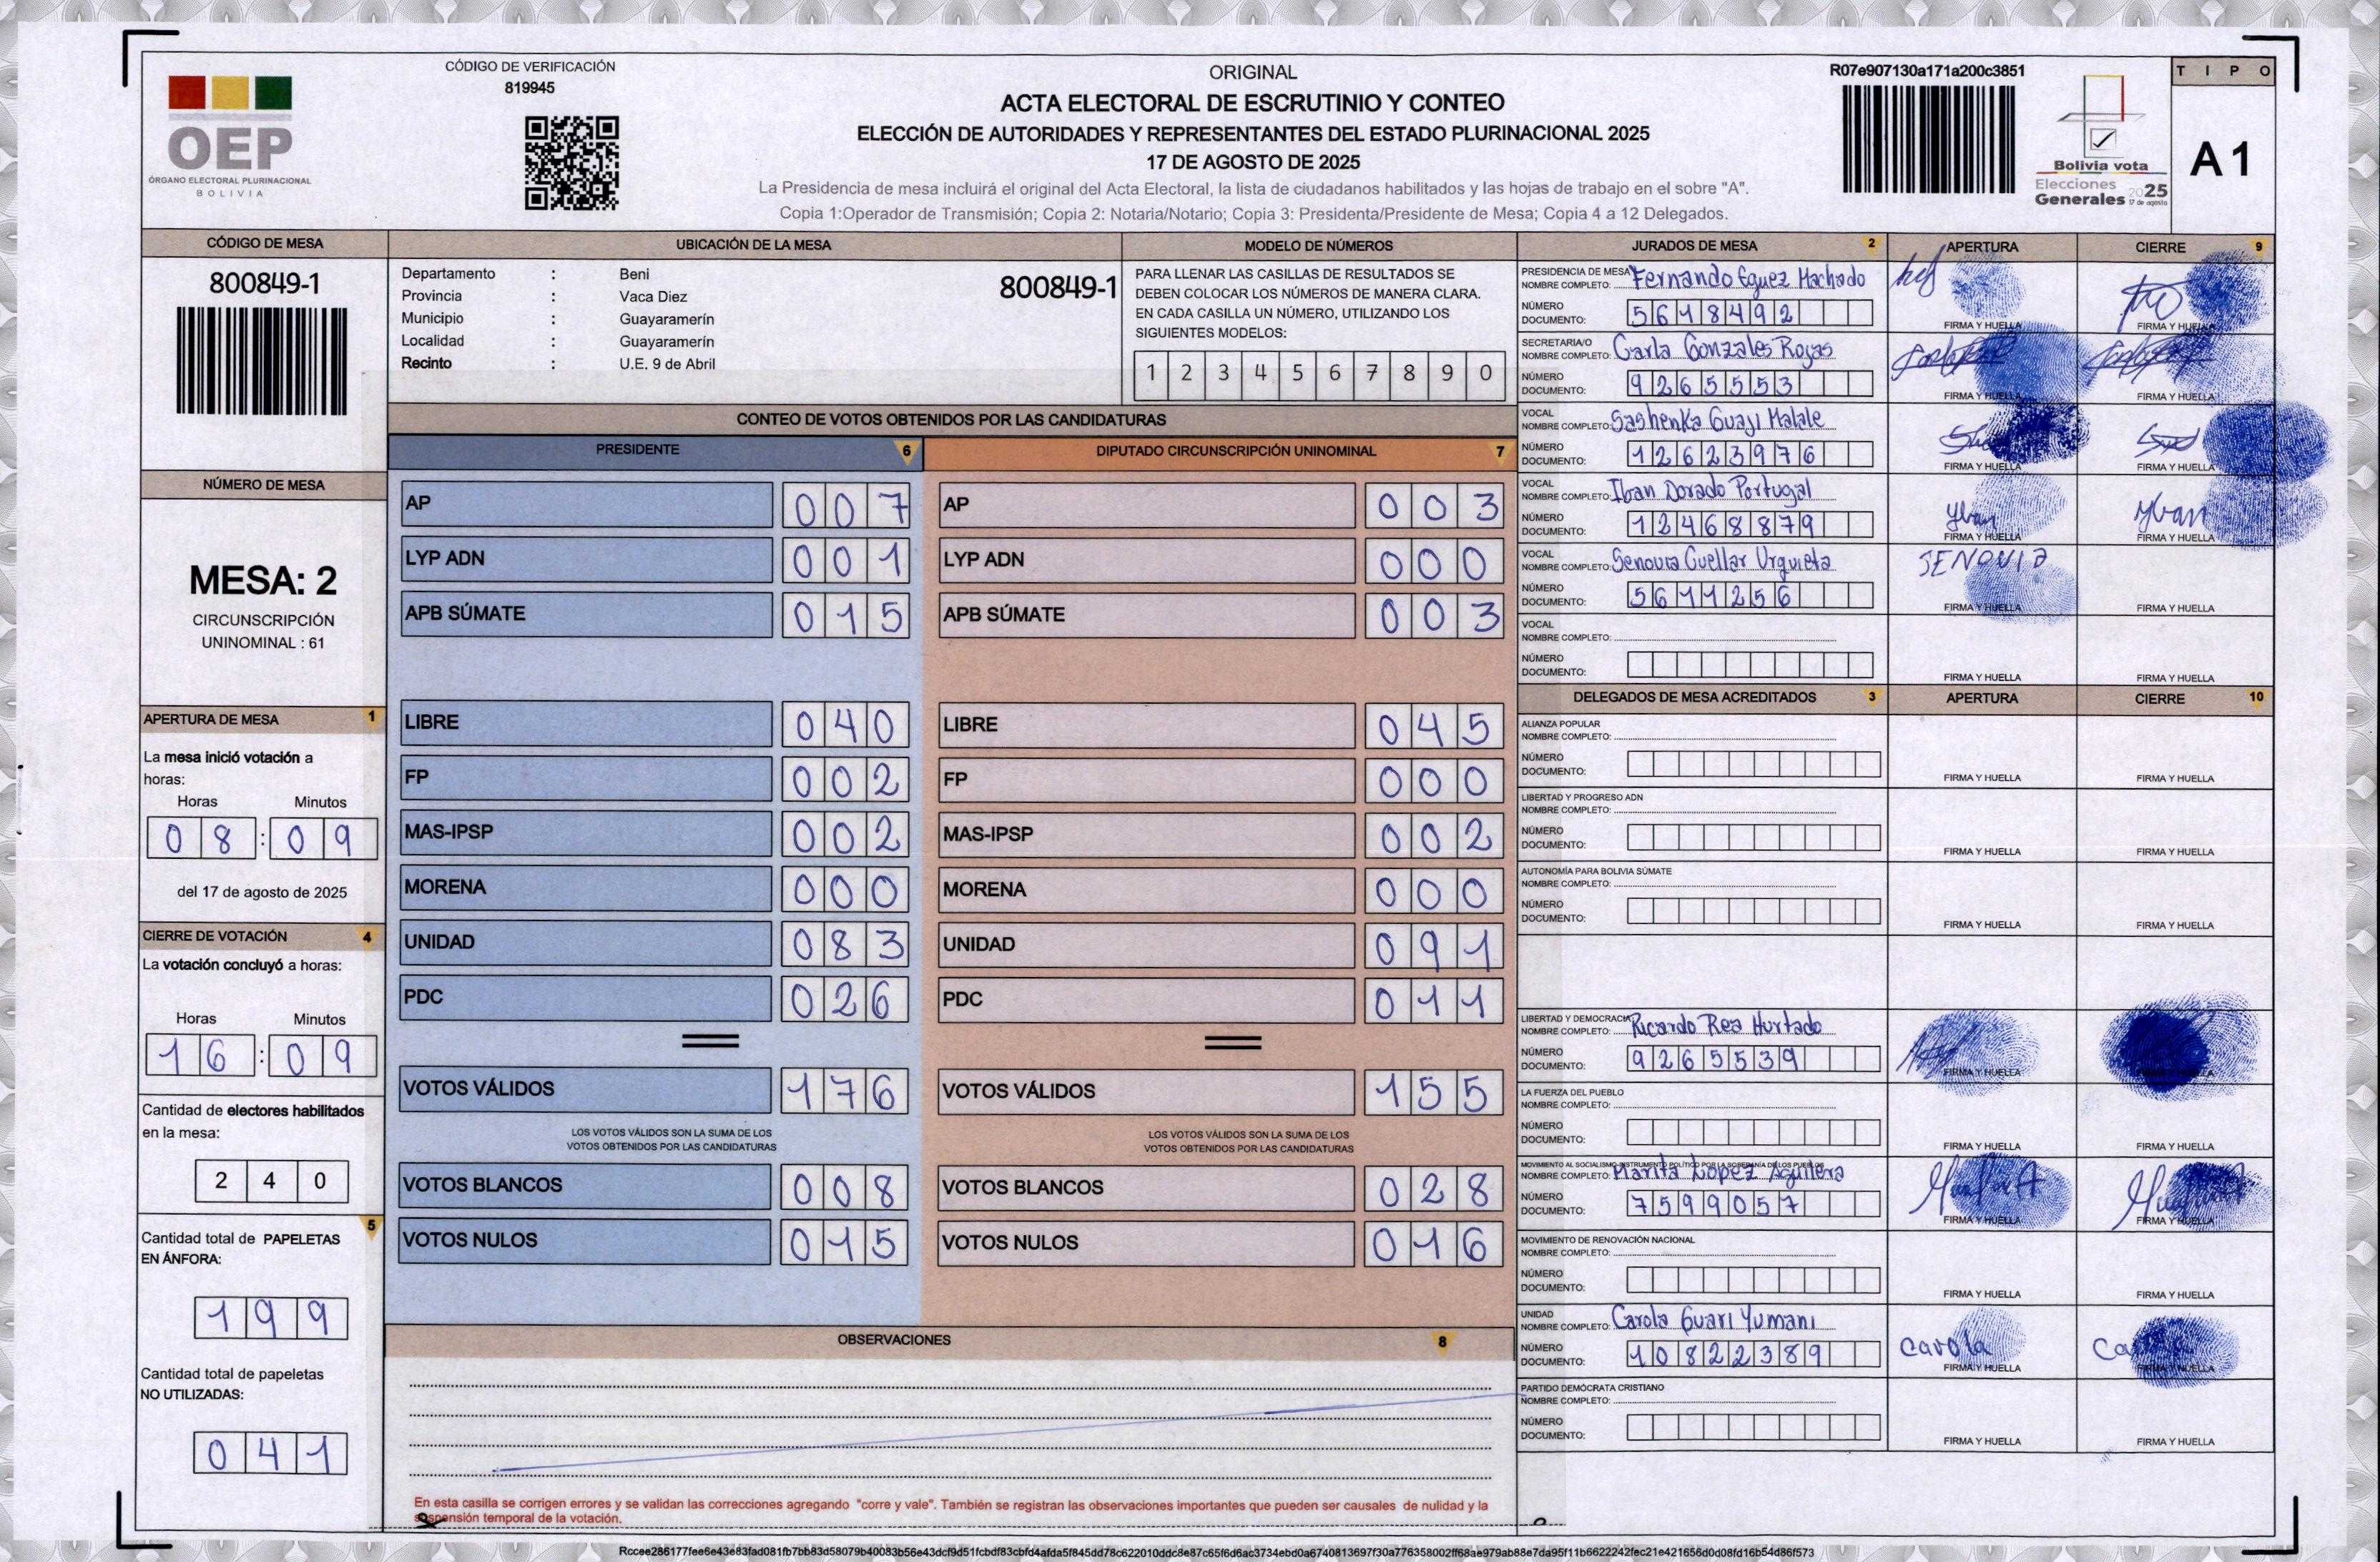 CÓDIGO DE VERIFICACIÓN
819945
OEP
ÓRGANO ELECTORAL PLURINACIONAL
BOLIVIA
ORIGINAL
ACTA ELECTORAL DE ESCRUTINIO Y CONTEO
ELECCIÓN DE AUTORIDADES Y REPRESENTANTES DEL ESTADO PLURINACIONAL 2025
17 DE AGOSTO DE 2025
La Presidencia de mesa incluirá el original del Acta Electoral, la lista de ciudadanos habilitados y las hojas de trabajo en el sobre "A".
Copia 1:Operador de Transmisión; Copia 2: Notaria/Notario; Copia 3: Presidenta/Presidente de Mesa; Copia 4 a 12 Delegados.
R07e907130a171a200c3851
Bolivia vota
Elecciones
Generales 2025
17 de agosto
TIPO
A1
CÓDIGO DE MESA
800849-1
NÚMERO DE MESA
MESA: 2
CIRCUNSCRIPCIÓN
UNINOMINAL : 61
APERTURA DE MESA 1
La mesa inició votación a
horas:
Horas Minutos
08:09
del 17 de agosto de 2025
CIERRE DE VOTACIÓN 4
La votación concluyó a horas:
Horas Minutos
16:09
Cantidad de electores habilitados
en la mesa:
240
5
Cantidad total de PAPELETAS
EN ÁNFORA:
199
Cantidad total de papeletas
NO UTILIZADAS:
041
UBICACIÓN DE LA MESA
Departamento : Beni
800849-1
Provincia : Vaca Diez
Municipio : Guayaramerín
Localidad : Guayaramerín
Recinto : U.E. 9 de Abril
MODELO DE NÚMEROS
PARA LLENAR LAS CASILLAS DE RESULTADOS SE
DEBEN COLOCAR LOS NÚMEROS DE MANERA CLARA.
EN CADA CASILLA UN NÚMERO, UTILIZANDO LOS
SIGUIENTES MODELOS:
1 2 3 4 5 6 7 8 9 0
CONTEO DE VOTOS OBTENIDOS POR LAS CANDIDATURAS
PRESIDENTE 6
AP 007
LYP ADN 001
APB SÚMATE 015
LIBRE 040
FP 002
MAS-IPSP 002
MORENA 000
UNIDAD 083
PDC 026
VOTOS VÁLIDOS 176
LOS VOTOS VÁLIDOS SON LA SUMA DE LOS
VOTOS OBTENIDOS POR LAS CANDIDATURAS
VOTOS BLANCOS 008
VOTOS NULOS 015
DIPUTADO CIRCUNSCRIPCIÓN UNINOMINAL 7
AP 003
LYP ADN 000
APB SÚMATE 003
LIBRE 045
FP 000
MAS-IPSP 002
MORENA 000
UNIDAD 091
PDC 011
VOTOS VÁLIDOS 155
LOS VOTOS VÁLIDOS SON LA SUMA DE LOS
VOTOS OBTENIDOS POR LAS CANDIDATURAS
VOTOS BLANCOS 028
VOTOS NULOS 016
OBSERVACIONES 8
En esta casilla se corrigen errores y se validan las correcciones agregando "corre y vale". También se registran las observaciones importantes que pueden ser causales de nulidad y la
suspensión temporal de la votación.
JURADOS DE MESA 2 APERTURA CIERRE 9
PRESIDENCIA DE MESA
NOMBRE COMPLETO: Fernando Eguez Machado
NÚMERO
DOCUMENTO: 5618492
FIRMA Y HUELLA FIRMA Y HUELLA
SECRETARIA/O
NOMBRE COMPLETO: Carla Gonzales Rojas
NÚMERO
DOCUMENTO: 9265553
FIRMA Y HUELLA FIRMA Y HUELLA
VOCAL
NOMBRE COMPLETO: Sashenka Guaji Malale
NÚMERO
DOCUMENTO: 12623976
FIRMA Y HUELLA FIRMA Y HUELLA
VOCAL
NOMBRE COMPLETO: Iban Dorado Portugal
NÚMERO
DOCUMENTO: 12468879
Yban Yban
FIRMA Y HUELLA FIRMA Y HUELLA
VOCAL
NOMBRE COMPLETO: Senovia Cuellar Urquieta
NÚMERO
DOCUMENTO: 5611256
SENOVIA
FIRMA Y HUELLA FIRMA Y HUELLA
VOCAL
NOMBRE COMPLETO:
NÚMERO
DOCUMENTO:
FIRMA Y HUELLA FIRMA Y HUELLA
DELEGADOS DE MESA ACREDITADOS 3 APERTURA CIERRE 10
ALIANZA POPULAR
NOMBRE COMPLETO:
NÚMERO
DOCUMENTO:
FIRMA Y HUELLA FIRMA Y HUELLA
LIBERTAD Y PROGRESO ADN
NOMBRE COMPLETO:
NÚMERO
DOCUMENTO:
FIRMA Y HUELLA FIRMA Y HUELLA
AUTONOMÍA PARA BOLIVIA SÚMATE
NOMBRE COMPLETO:
NÚMERO
DOCUMENTO:
FIRMA Y HUELLA FIRMA Y HUELLA
LIBERTAD Y DEMOCRACIA
NOMBRE COMPLETO: Ricardo Rea Hurtado
NÚMERO
DOCUMENTO: 9265539
FIRMA Y HUELLA FIRMA Y HUELLA
LA FUERZA DEL PUEBLO
NOMBRE COMPLETO:
NÚMERO
DOCUMENTO:
FIRMA Y HUELLA FIRMA Y HUELLA
MOVIMIENTO AL SOCIALISMO-INSTRUMENTO POLÍTICO POR LA SOBERANÍA DE LOS PUEBLOS
NOMBRE COMPLETO: Marita Lopez Aguilera
NÚMERO
DOCUMENTO: 7599057
FIRMA Y HUELLA FIRMA Y HUELLA
MOVIMIENTO DE RENOVACIÓN NACIONAL
NOMBRE COMPLETO:
NÚMERO
DOCUMENTO:
FIRMA Y HUELLA FIRMA Y HUELLA
UNIDAD
NOMBRE COMPLETO: Carola Guari Yumani
NÚMERO
DOCUMENTO: 10822389
Carola
FIRMA Y HUELLA FIRMA Y HUELLA
PARTIDO DEMÓCRATA CRISTIANO
NOMBRE COMPLETO:
NÚMERO
DOCUMENTO:
FIRMA Y HUELLA FIRMA Y HUELLA